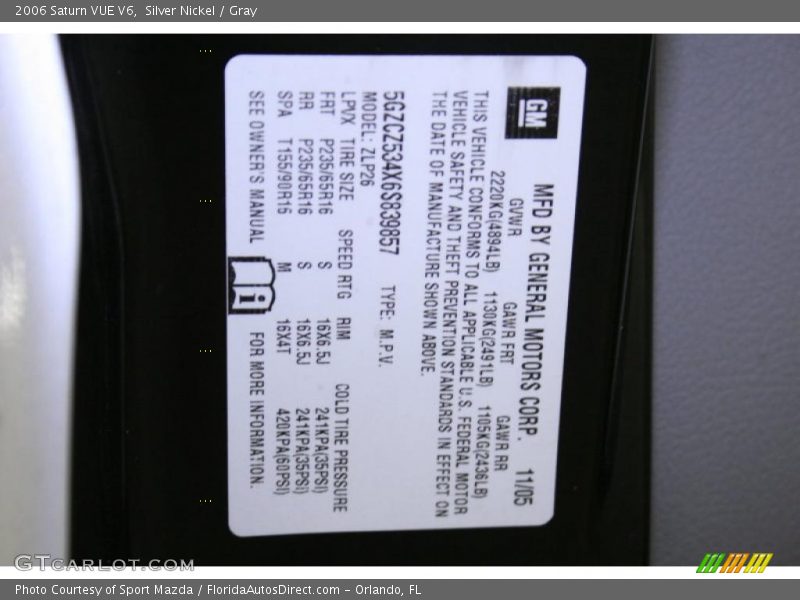 2006 Saturn VUE V6, Silver Nickel / Gray
GM
MFD BY GENERAL MOTORS CORP. 11/05
GVWR GAWR FRT GAWR RR
2220KG(4894LB) 1130KG(2491LB) 1105KG(2436LB)
THIS VEHICLE CONFORMS TO ALL APPLICABLE U.S. FEDERAL MOTOR
VEHICLE SAFETY AND THEFT PREVENTION STANDARDS IN EFFECT ON
THE DATE OF MANUFACTURE SHOWN ABOVE.
5GZCZ534X6S839857 TYPE: M.P.V.
MODEL: ZLP26
LPVX TIRE SIZE SPEED RTG RIM COLD TIRE PRESSURE
FRT P235/65R16 S 16X6.5J 241KPA(35PSI)
RR P235/65R16 S 16X6.5J 241KPA(35PSI)
SPA T155/90R16 M 16X4T 420KPA(60PSI)
SEE OWNER'S MANUAL i FOR MORE INFORMATION.
GTCARLOT.COM
Photo Courtesy of Sport Mazda / FloridaAutosDirect.com – Orlando, FL